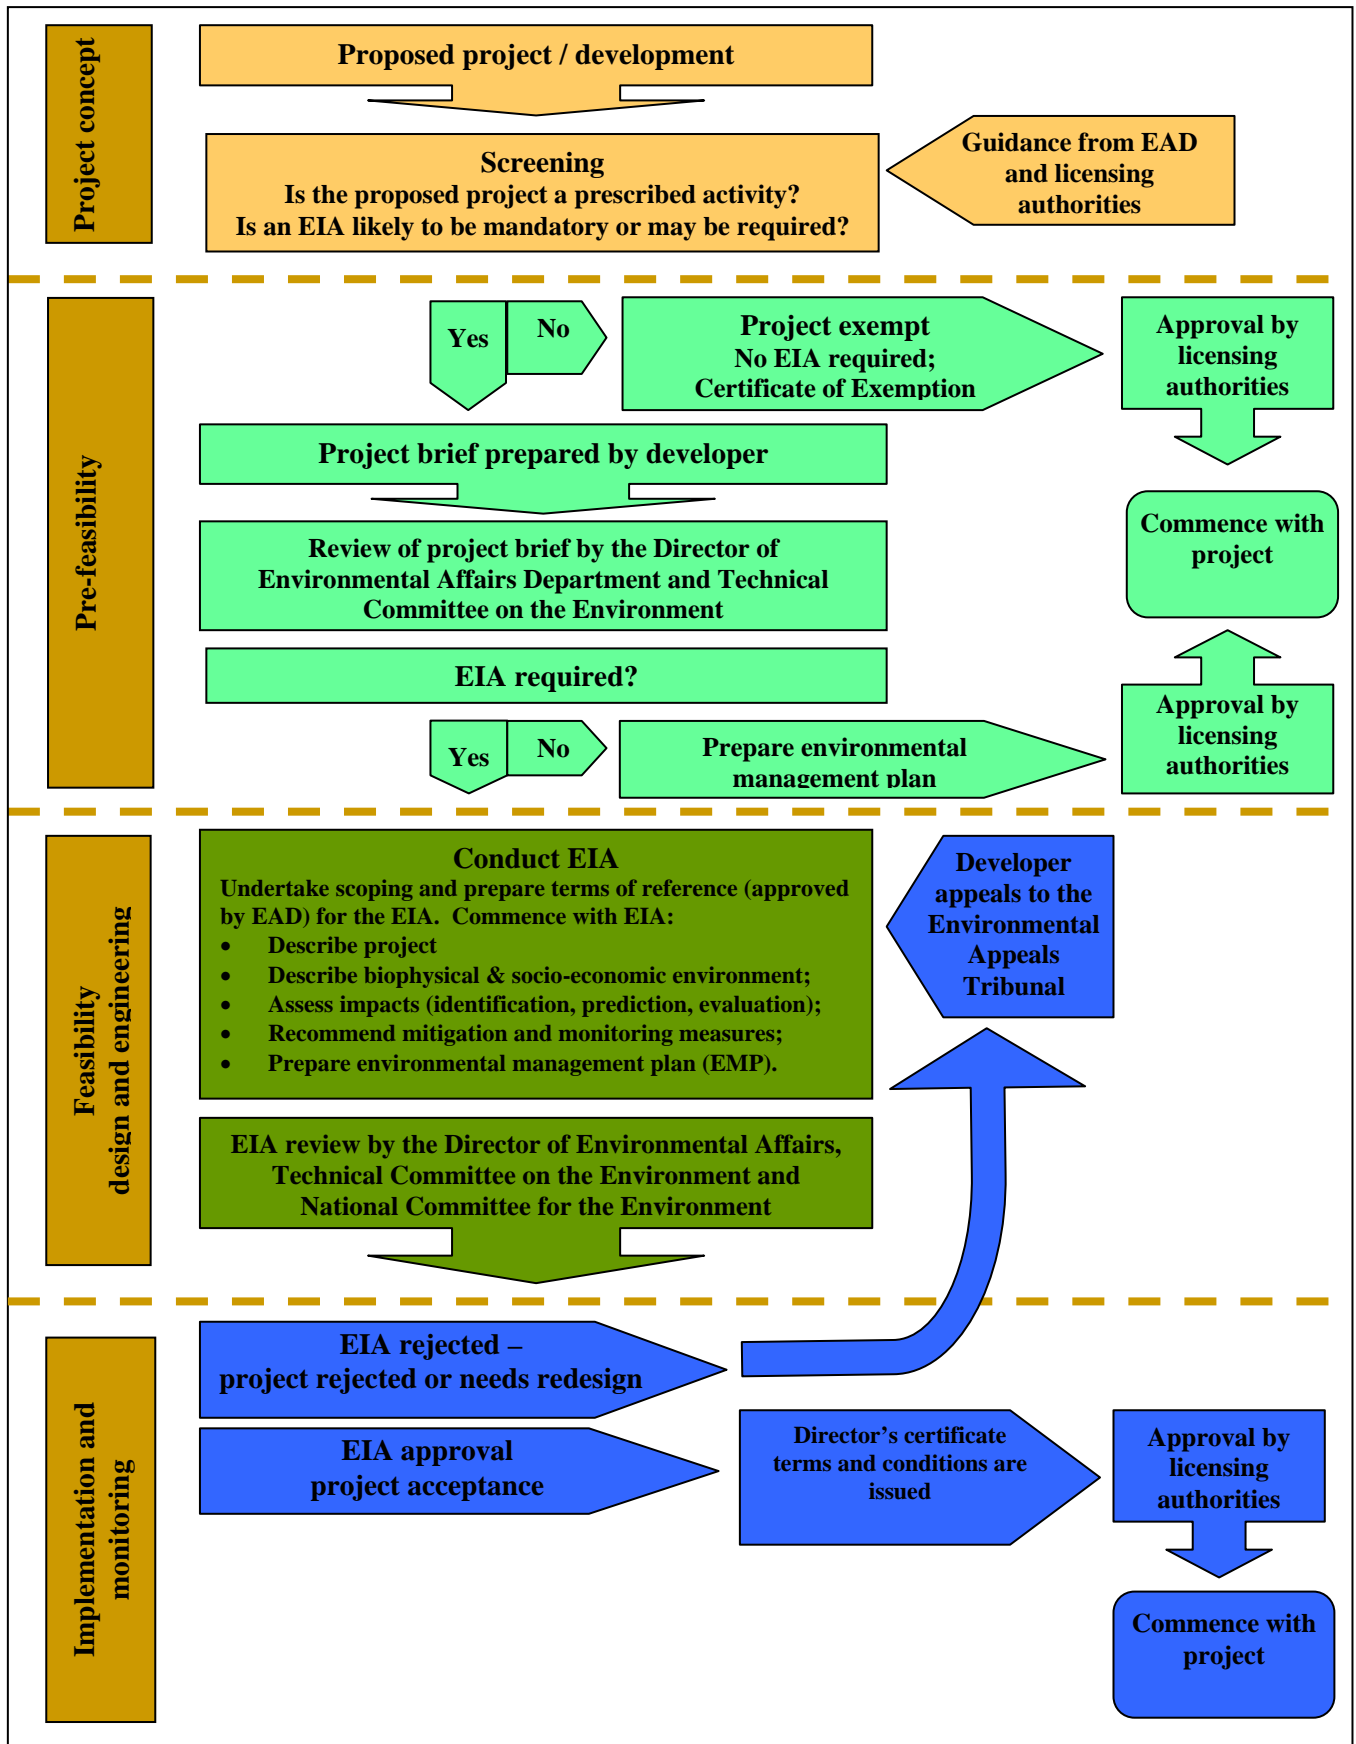 Project concept
Proposed project / development
Screening
Is the proposed project a prescribed activity?
Is an EIA likely to be mandatory or may be required?
Guidance from EAD
and licensing
authorities
Pre-feasibility
Yes
No
Project exempt
No EIA required;
Certificate of Exemption
Approval by
licensing
authorities
Project brief prepared by developer
Review of project brief by the Director of
Environmental Affairs Department and Technical
Committee on the Environment
Commence with
project
EIA required?
Yes
No
Prepare environmental
management plan
Approval by
licensing
authorities
Feasibility
design and engineering
Conduct EIA
Undertake scoping and prepare terms of reference (approved
by EAD) for the EIA.  Commence with EIA:
• Describe project
• Describe biophysical & socio-economic environment;
• Assess impacts (identification, prediction, evaluation);
• Recommend mitigation and monitoring measures;
• Prepare environmental management plan (EMP).
Developer
appeals to the
Environmental
Appeals
Tribunal
EIA review by the Director of Environmental Affairs,
Technical Committee on the Environment and
National Committee for the Environment
Implementation and
monitoring
EIA rejected –
project rejected or needs redesign
EIA approval
project acceptance
Director’s certificate
terms and conditions are
issued
Approval by
licensing
authorities
Commence with
project